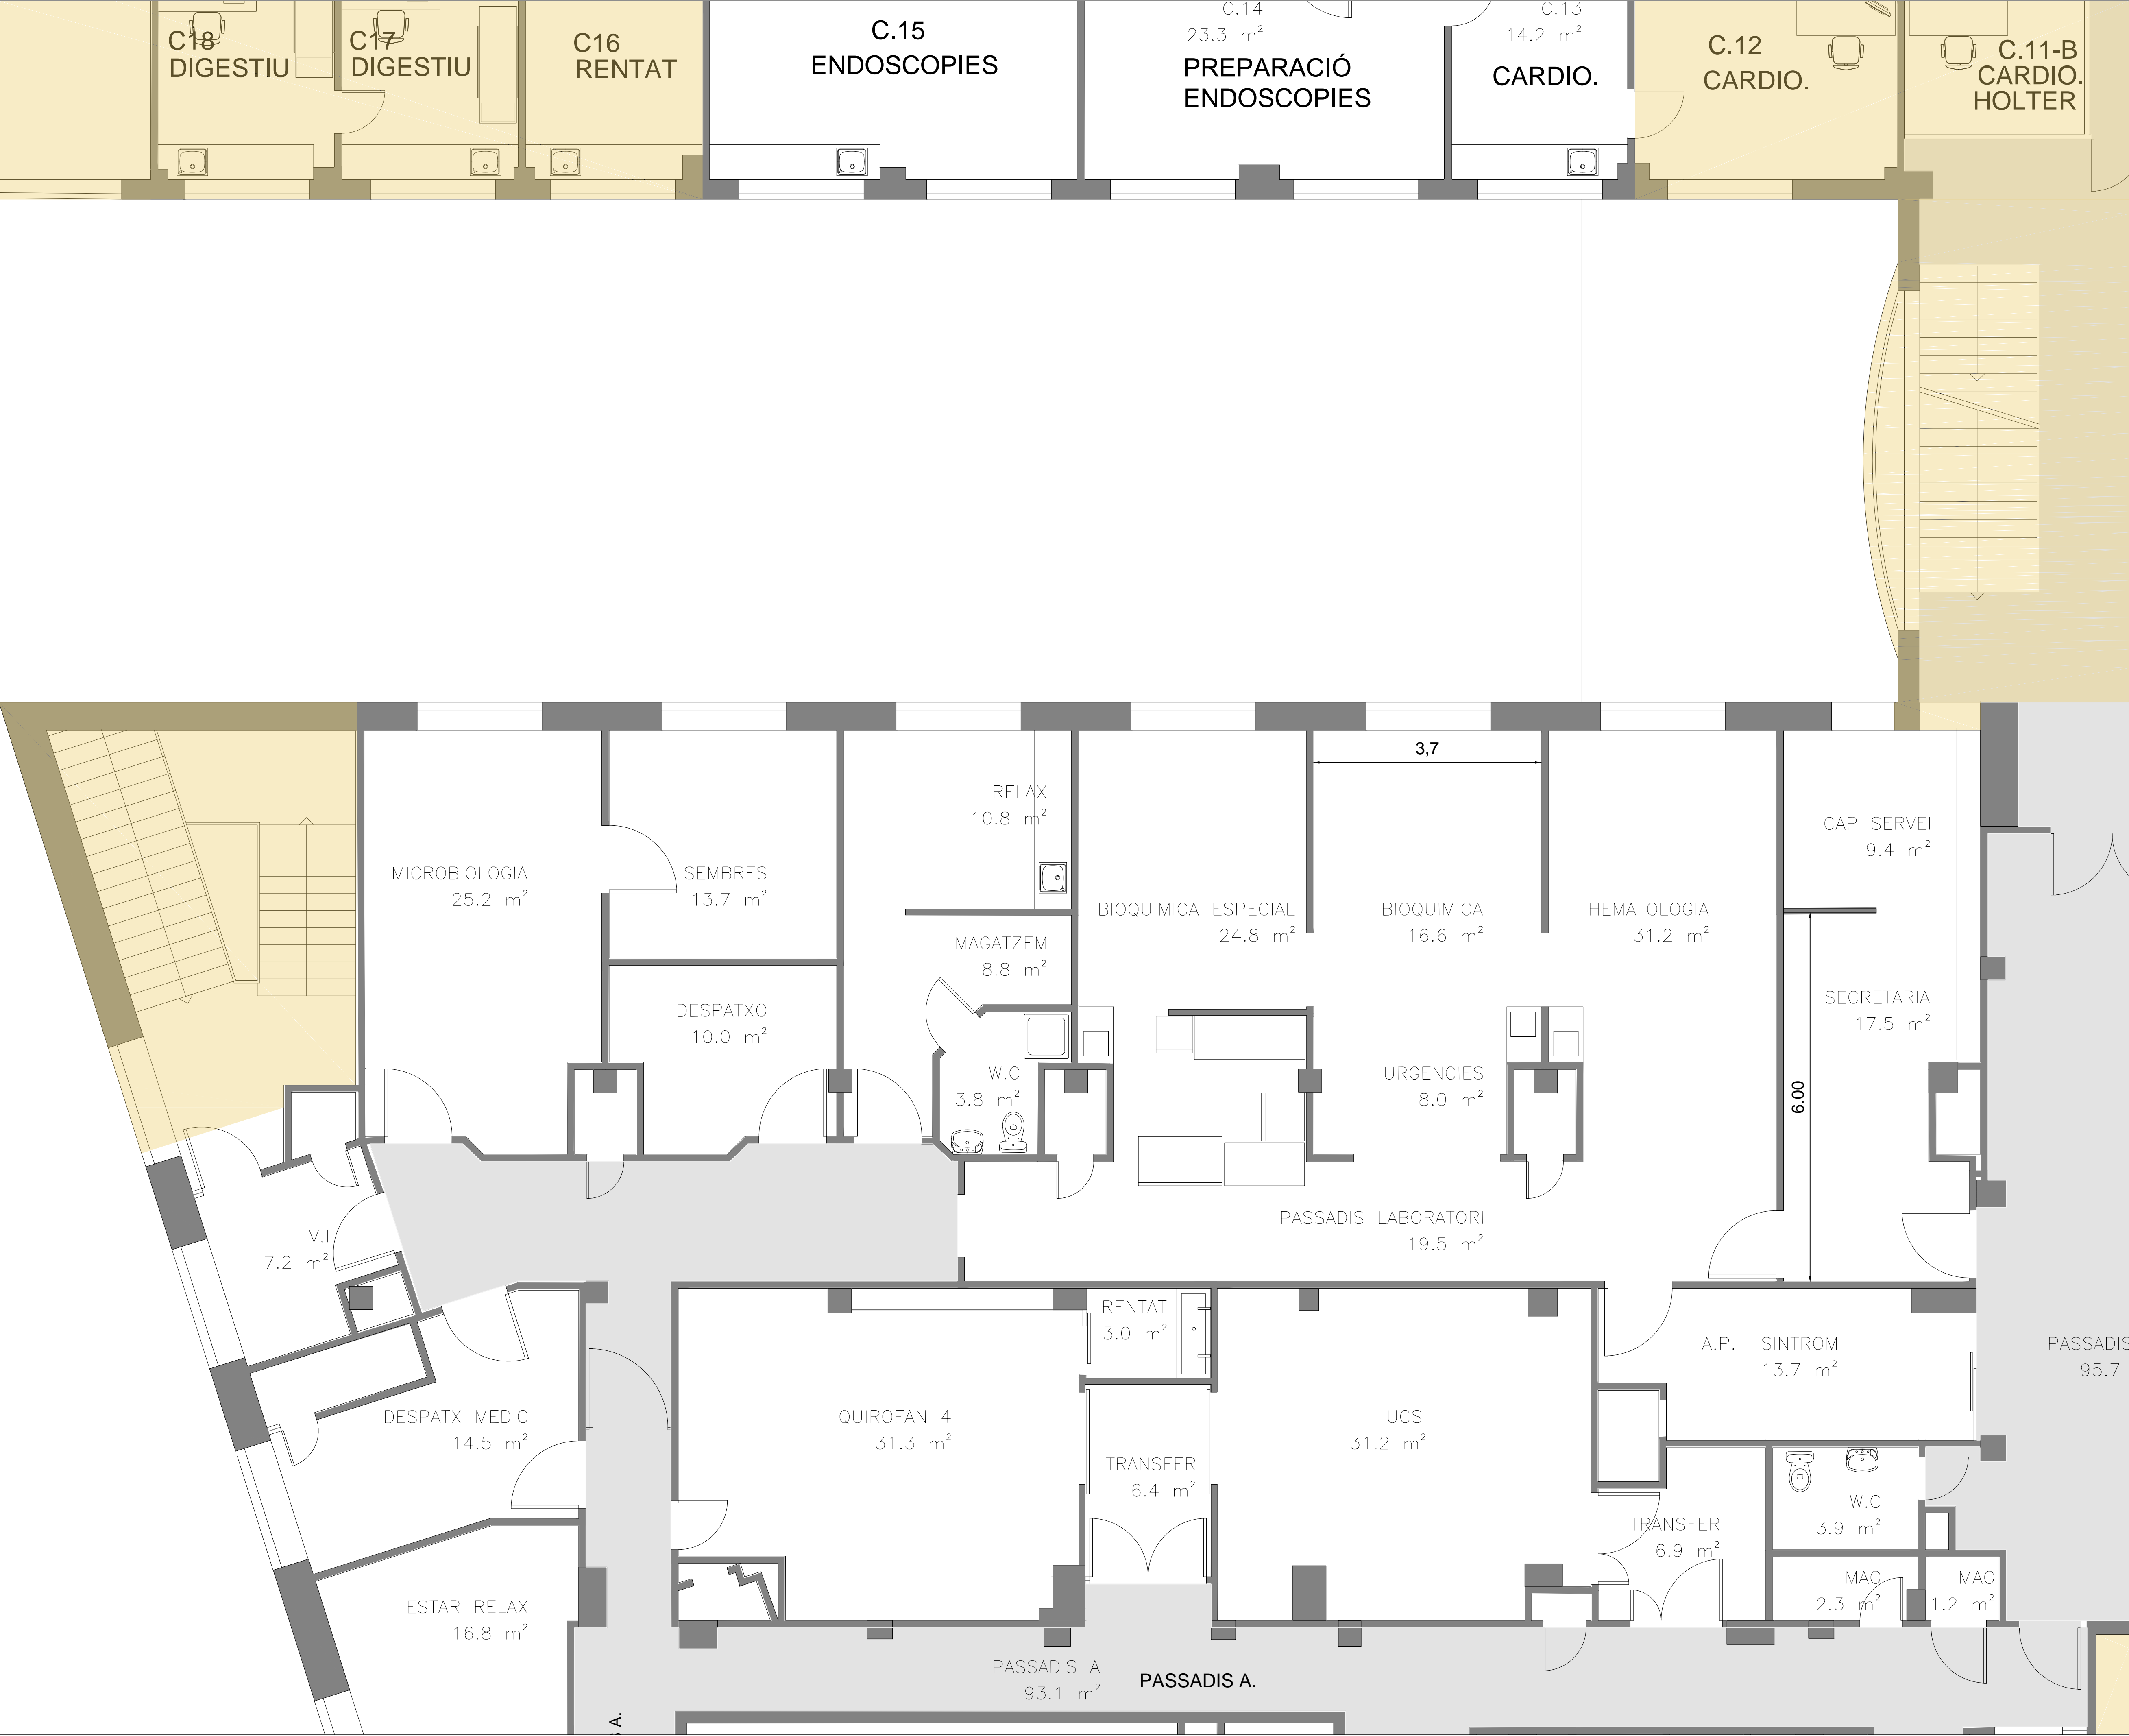 C18
DIGESTIU
C17
DIGESTIU
C16
RENTAT
C.15
ENDOSCOPIES
C.14
23.3 m²
PREPARACIÓ
ENDOSCOPIES
C.13
14.2 m²
CARDIO.
C.12
CARDIO.
C.11-B
CARDIO.
HOLTER
3,7
RELAX
10.8 m²
CAP SERVEI
9.4 m²
MICROBIOLOGIA
25.2 m²
SEMBRES
13.7 m²
BIOQUIMICA ESPECIAL
24.8 m²
BIOQUIMICA
16.6 m²
HEMATOLOGIA
31.2 m²
MAGATZEM
8.8 m²
DESPATXO
10.0 m²
SECRETARIA
17.5 m²
W.C
3.8 m²
URGENCIES
8.0 m²
6.00
V.I
7.2 m²
PASSADIS LABORATORI
19.5 m²
RENTAT
3.0 m²
A.P. SINTROM
13.7 m²
PASSADIS
95.7
DESPATX MEDIC
14.5 m²
QUIROFAN 4
31.3 m²
UCSI
31.2 m²
TRANSFER
6.4 m²
W.C
3.9 m²
TRANSFER
6.9 m²
MAG
2.3 m²
MAG
1.2 m²
ESTAR RELAX
16.8 m²
PASSADIS A
93.1 m²
PASSADIS A.
S A.